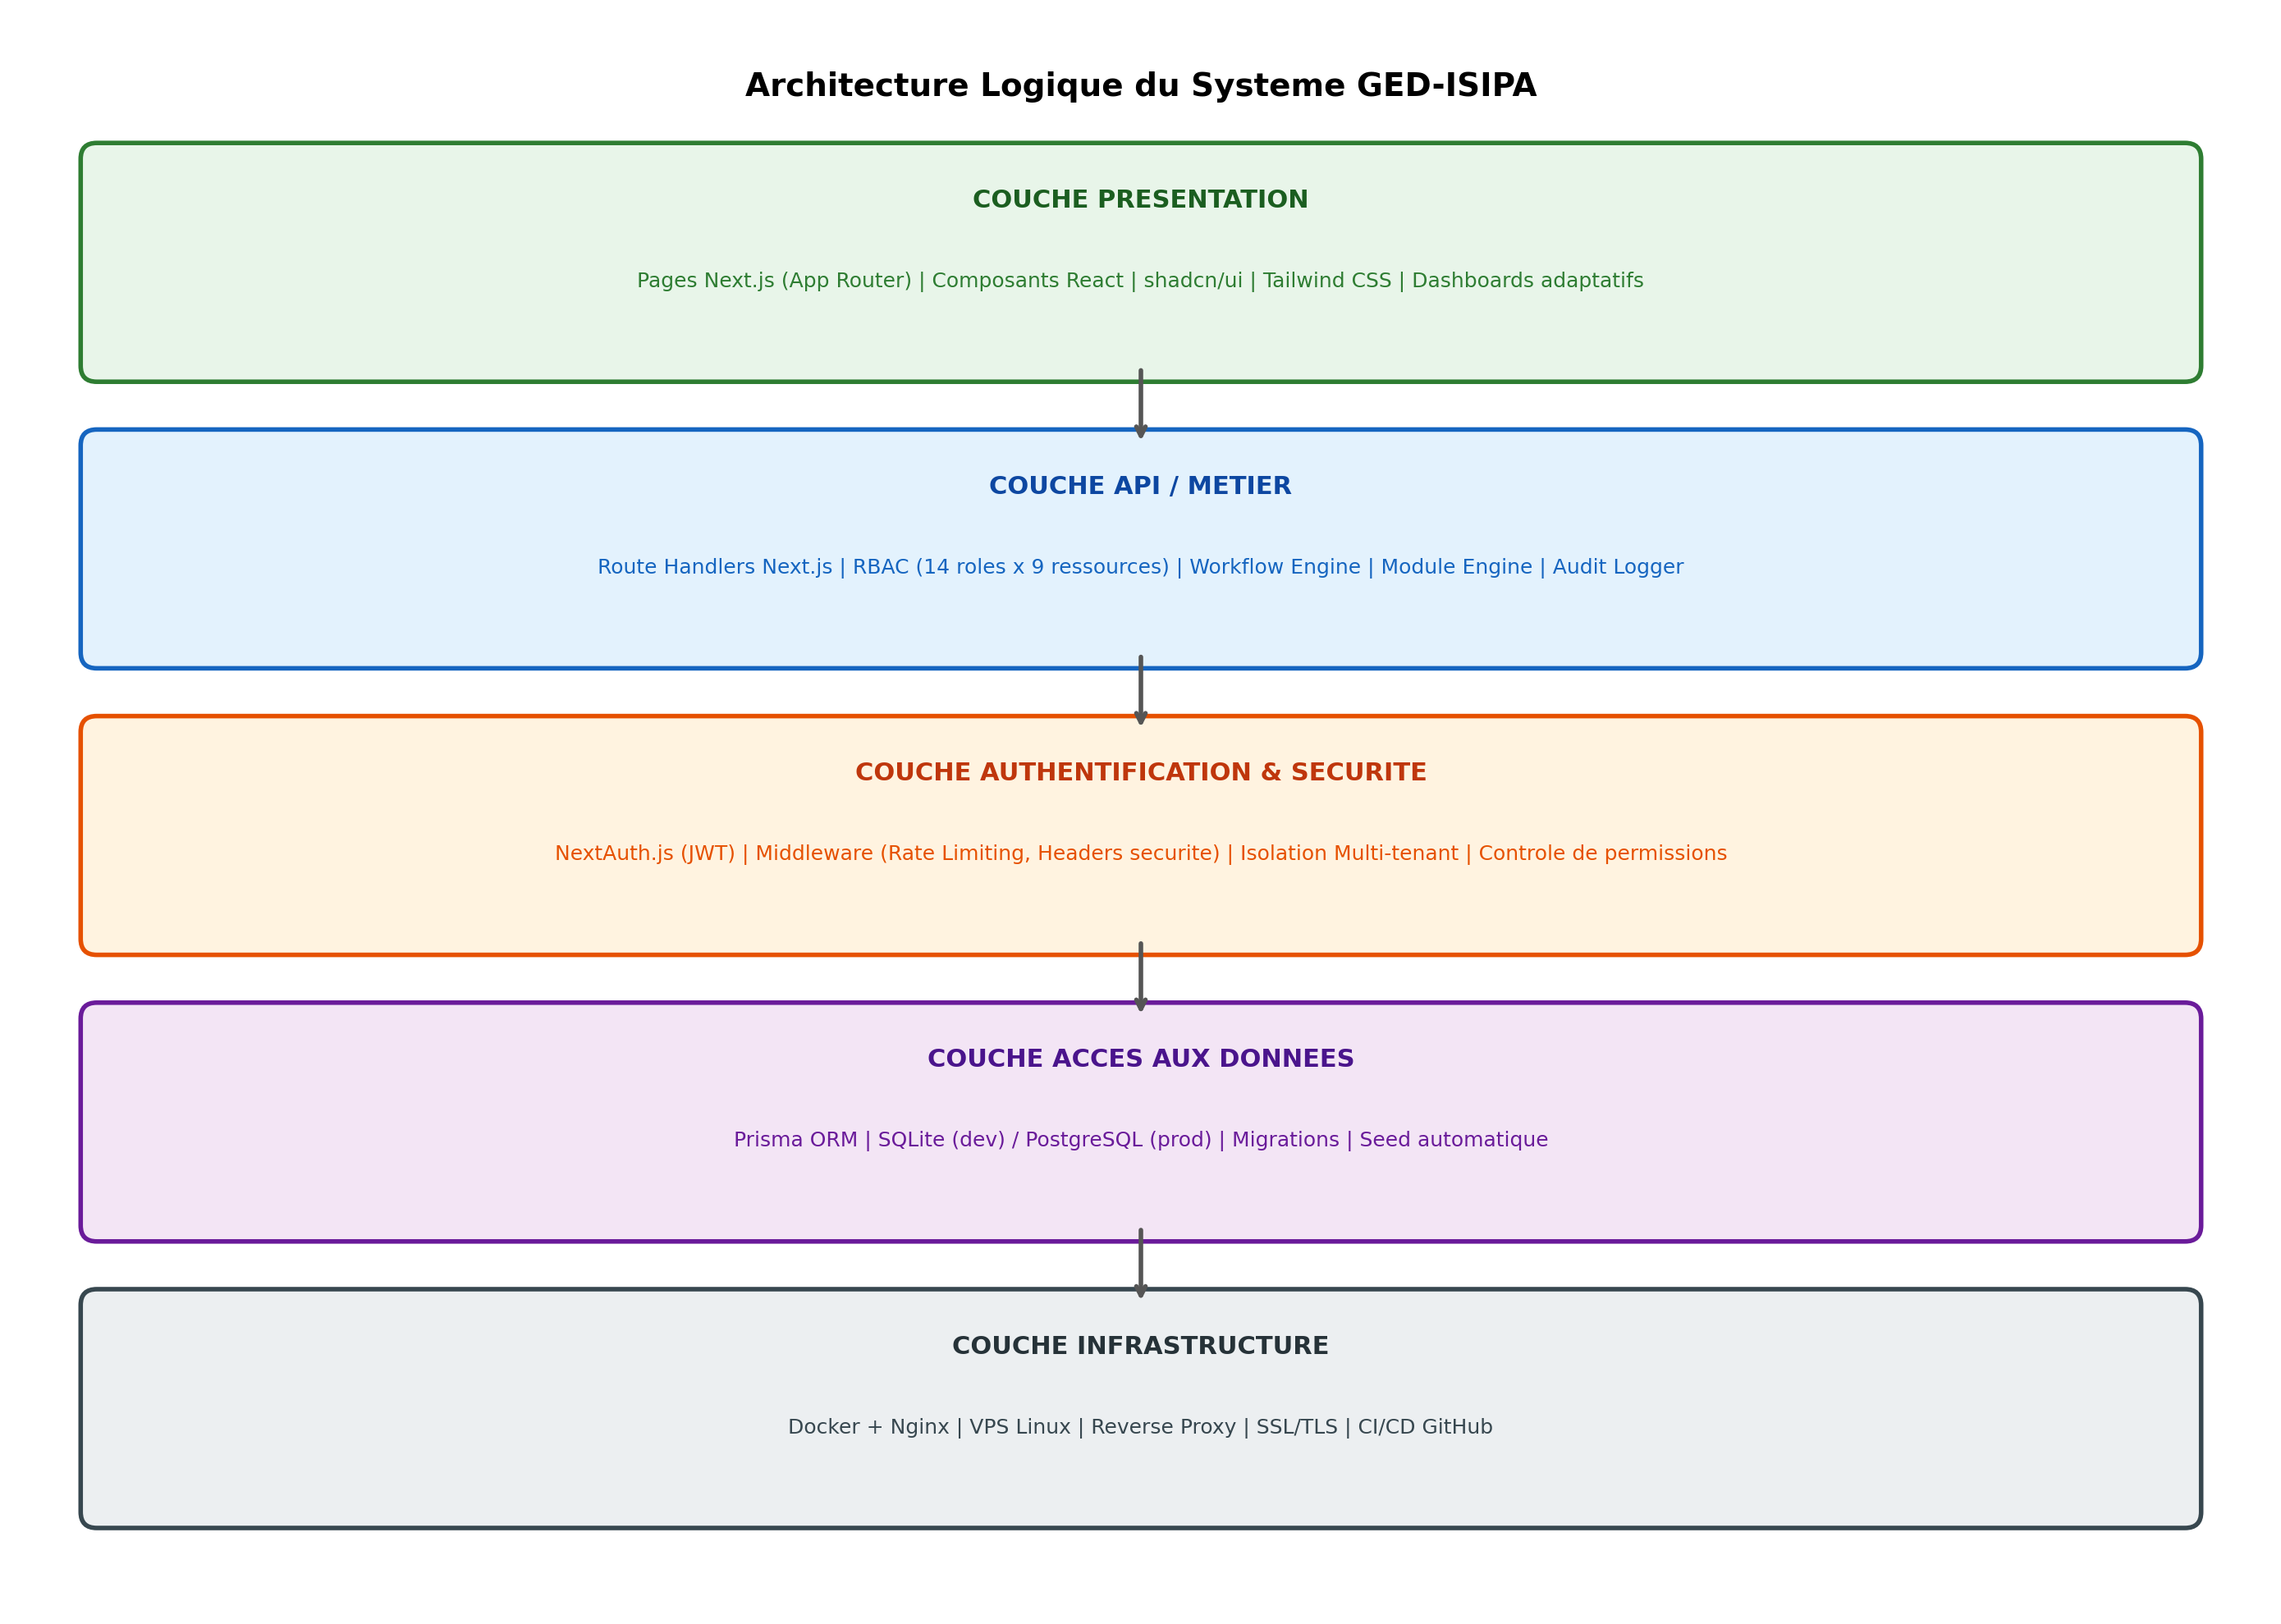 Architecture Logique du Systeme GED-ISIPA
COUCHE PRESENTATION
Pages Next.js (App Router) | Composants React | shadcn/ui | Tailwind CSS | Dashboards adaptatifs
COUCHE API / METIER
Route Handlers Next.js | RBAC (14 roles x 9 ressources) | Workflow Engine | Module Engine | Audit Logger
COUCHE AUTHENTIFICATION & SECURITE
NextAuth.js (JWT) | Middleware (Rate Limiting, Headers securite) | Isolation Multi-tenant | Controle de permissions
COUCHE ACCES AUX DONNEES
Prisma ORM | SQLite (dev) / PostgreSQL (prod) | Migrations | Seed automatique
COUCHE INFRASTRUCTURE
Docker + Nginx | VPS Linux | Reverse Proxy | SSL/TLS | CI/CD GitHub